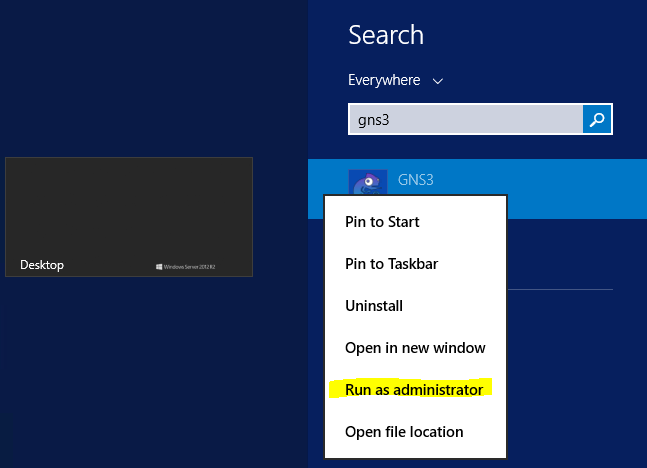 Search
Everywhere
gns3
GNS3
Pin to Start
Pin to Taskbar
Uninstall
Open in new window
Run as administrator
Open file location
Desktop
Windows Server 2012 R2